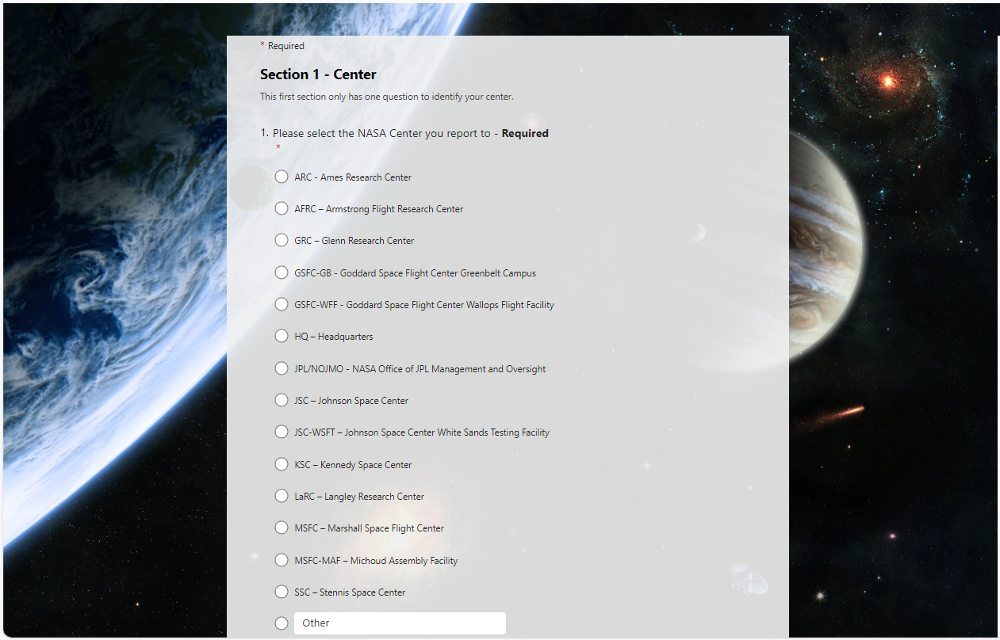 * Required
Section 1 - Center
This first section only has one question to identify your center.
1. Please select the NASA Center you report to - Required
*
ARC - Ames Research Center
AFRC – Armstrong Flight Research Center
GRC – Glenn Research Center
GSFC-GB - Goddard Space Flight Center Greenbelt Campus
GSFC-WFF - Goddard Space Flight Center Wallops Flight Facility
HQ – Headquarters
JPL/NOJMO - NASA Office of JPL Management and Oversight
JSC – Johnson Space Center
JSC-WSFT – Johnson Space Center White Sands Testing Facility
KSC – Kennedy Space Center
LaRC – Langley Research Center
MSFC – Marshall Space Flight Center
MSFC-MAF – Michoud Assembly Facility
SSC – Stennis Space Center
Other